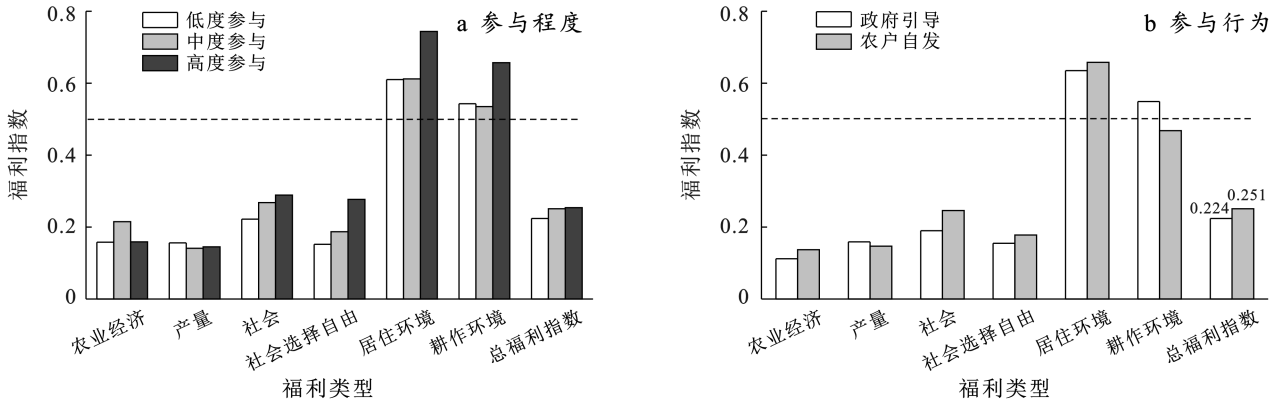 a 参与程度
低度参与
中度参与
高度参与
福利指数
0.8
0.6
0.4
0.2
0
农业经济
产量
社会
社会选择自由
居住环境
耕作环境
总福利指数
福利类型
b 参与行为
政府引导
农户自发
福利指数
0.8
0.6
0.4
0.2
0
0.224
0.251
农业经济
产量
社会
社会选择自由
居住环境
耕作环境
总福利指数
福利类型